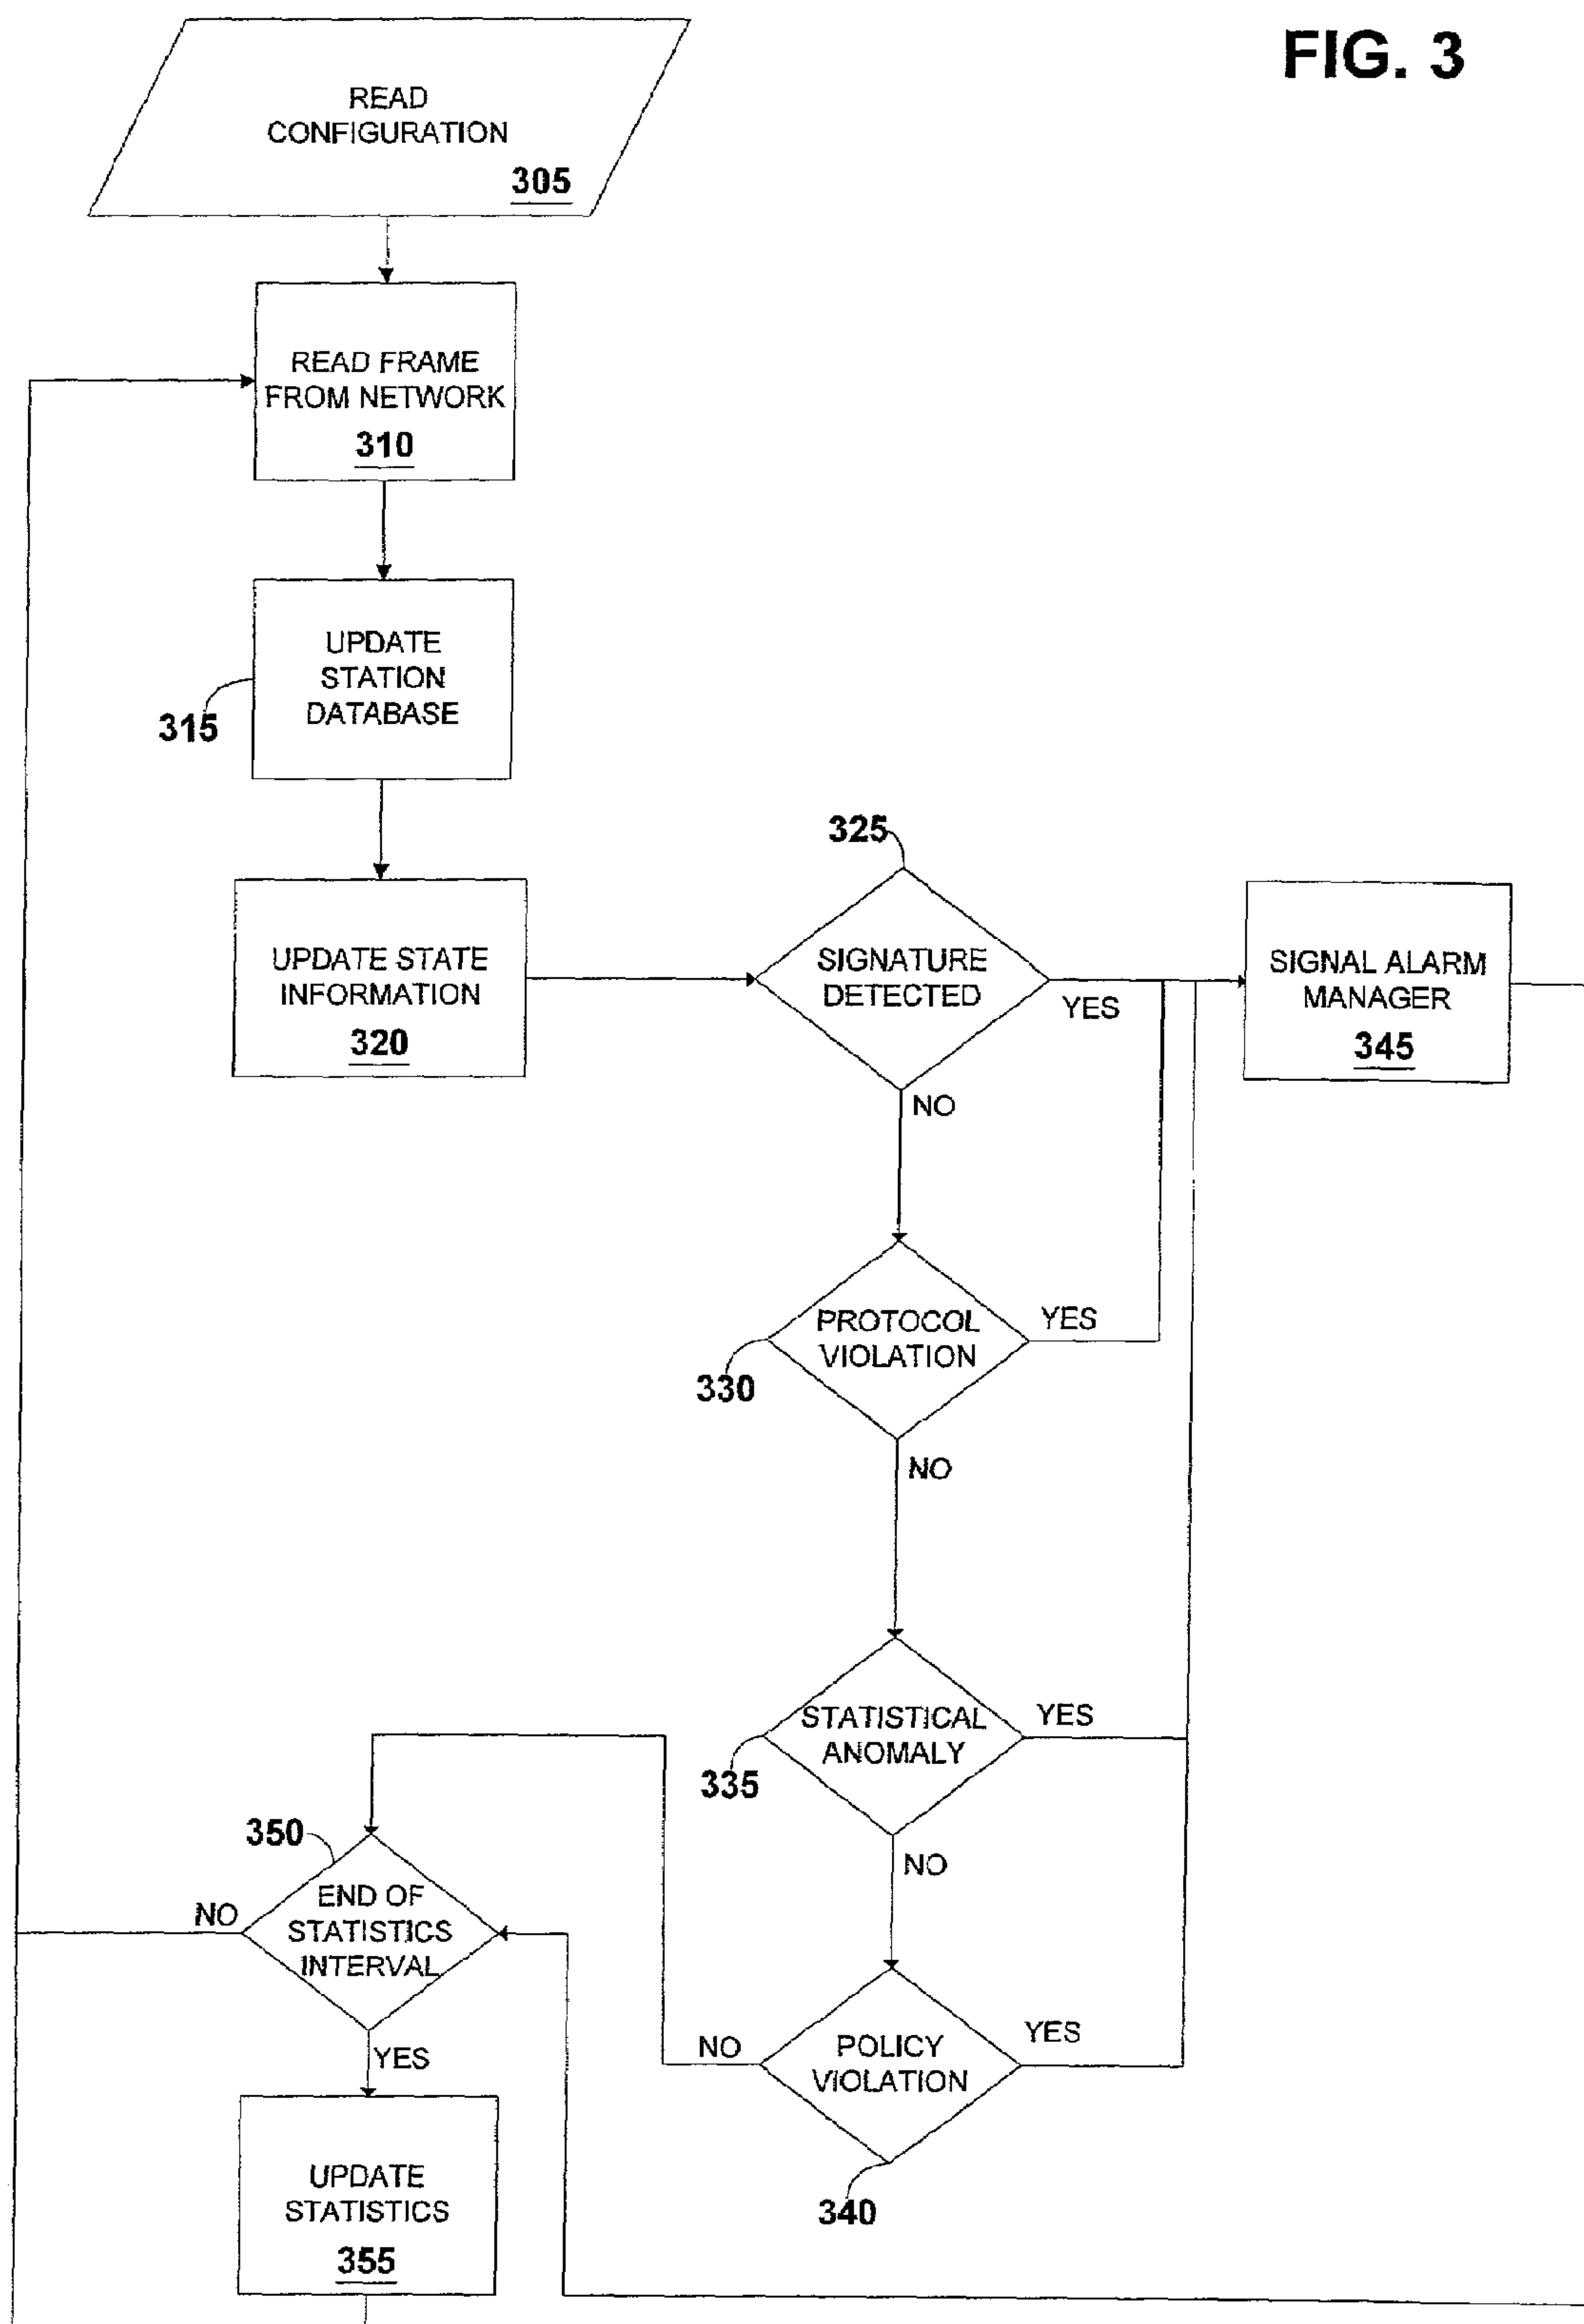 FIG. 3
READ
CONFIGURATION
305
READ FRAME
FROM NETWORK
310
UPDATE
STATION
DATABASE
315
UPDATE STATE
INFORMATION
320
325
SIGNATURE
DETECTED
YES
NO
SIGNAL ALARM
MANAGER
345
PROTOCOL
VIOLATION
YES
330
NO
STATISTICAL
ANOMALY
YES
335
NO
350
END OF
STATISTICS
INTERVAL
NO
YES
POLICY
VIOLATION
NO
YES
340
UPDATE
STATISTICS
355